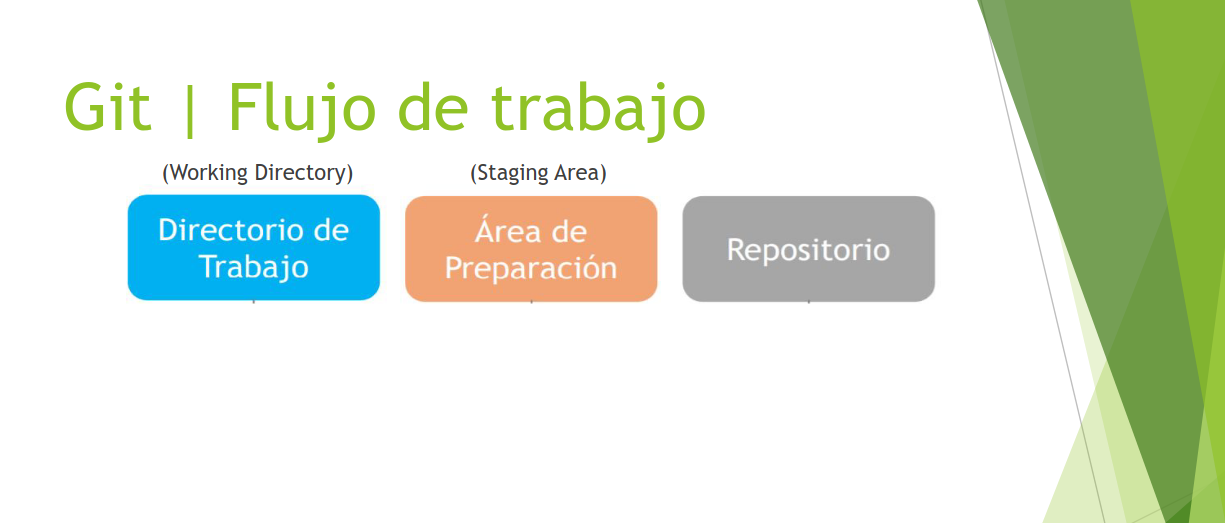 Git | Flujo de trabajo
(Working Directory)
(Staging Area)
Directorio de
Trabajo
Área de
Preparación
Repositorio